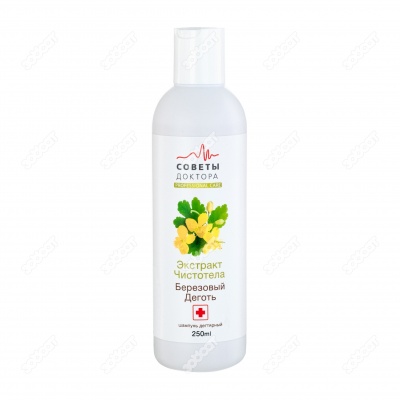 СОВЕТЫ
ДОКТОРА
PROFESSIONAL CARE
Экстракт
Чистотела
Березовый
Деготь
шампунь дегтярный
250ml